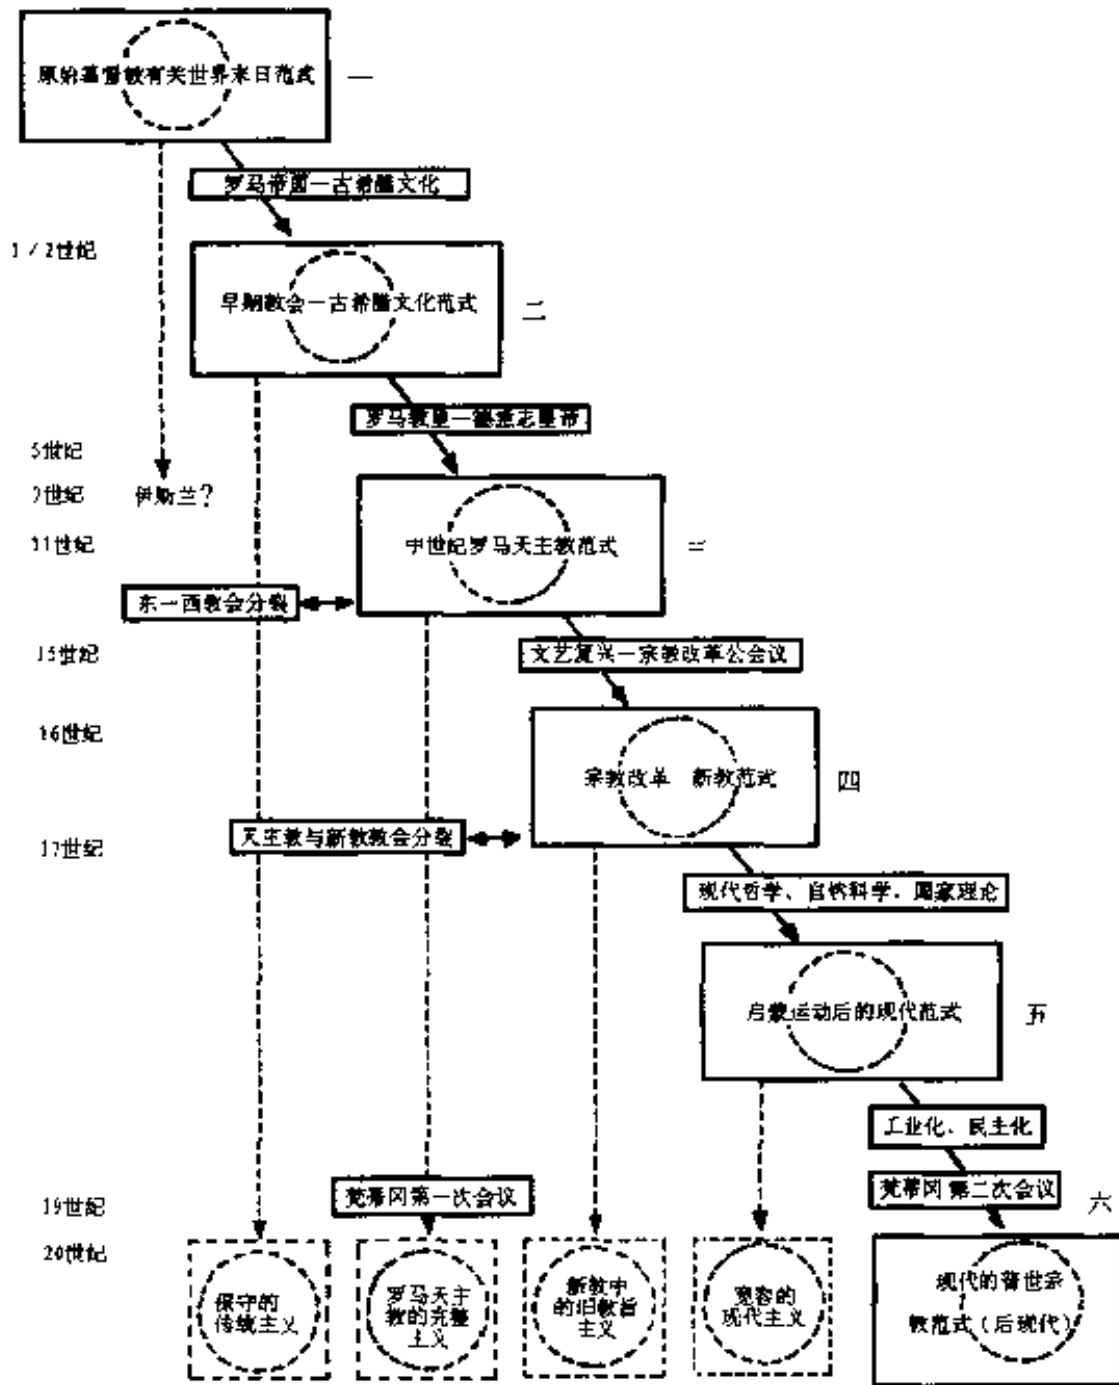 原始基督教有关世界末日范式
一
罗马帝国—古希腊文化
1/2世纪
早期教会—古希腊文化范式
二
罗马教皇—德意志皇帝
5世纪
7世纪
伊斯兰?
11世纪
中世纪罗马天主教范式
三
东—西教会分裂
15世纪
文艺复兴—宗教改革公会议
16世纪
宗教改革 新教范式
四
天主教与新教教会分裂
17世纪
现代哲学、自然科学、国家理论
启蒙运动后的现代范式
五
工业化、民主化
梵蒂冈第一次会议
梵蒂冈第二次会议
19世纪
六
20世纪
保守的
传统主义
罗马天主
教的完整
主义
新教中
的旧教旨
主义
宽容的
现代主义
现代的普世宗
教范式(后现代)